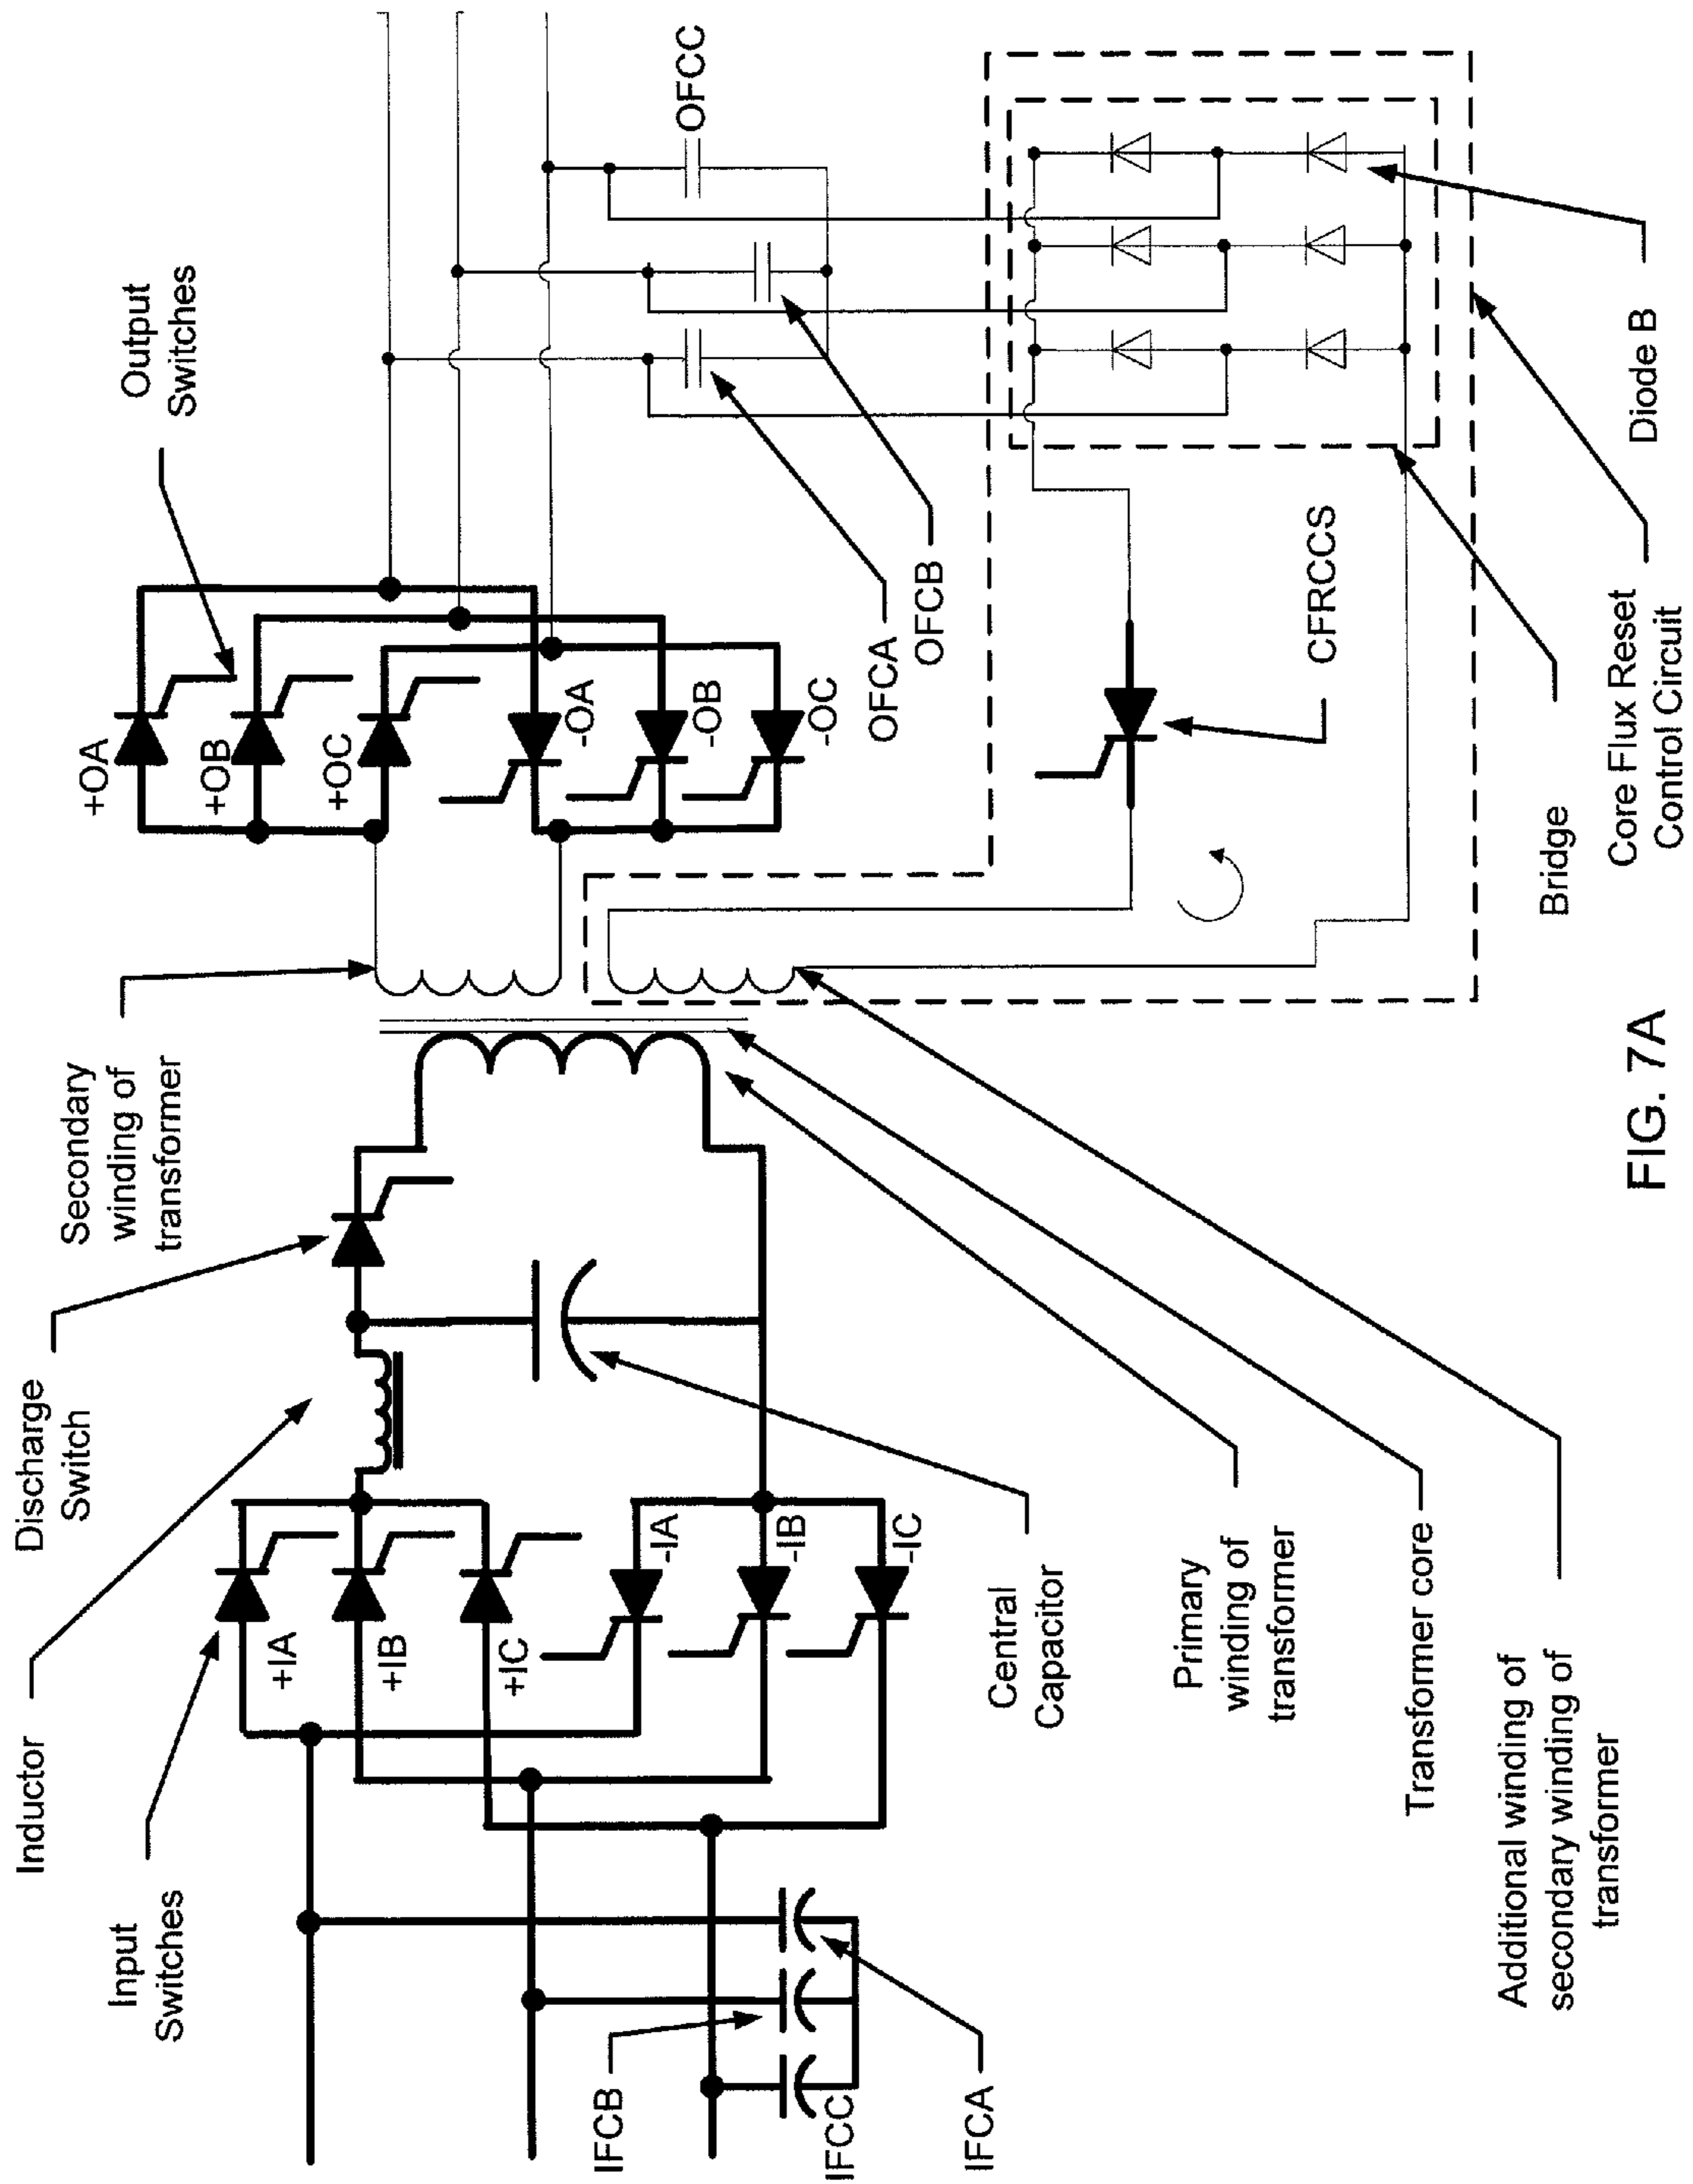 Inductor
Discharge
Switch
Secondary
winding of
transformer
Output
Switches
Input
Switches
+IA
+IB
+IC
-IA
-IB
-IC
+OA
+OB
+OC
-OA
-OB
-OC
OFCC
OFCA
OFCB
IFCB
IFCC
IFCA
Central
Capacitor
Primary
winding of
transformer
Transformer core
Additional winding of
secondary winding of
transformer
CFRCCS
Bridge
Core Flux Reset
Control Circuit
Diode B
FIG. 7A